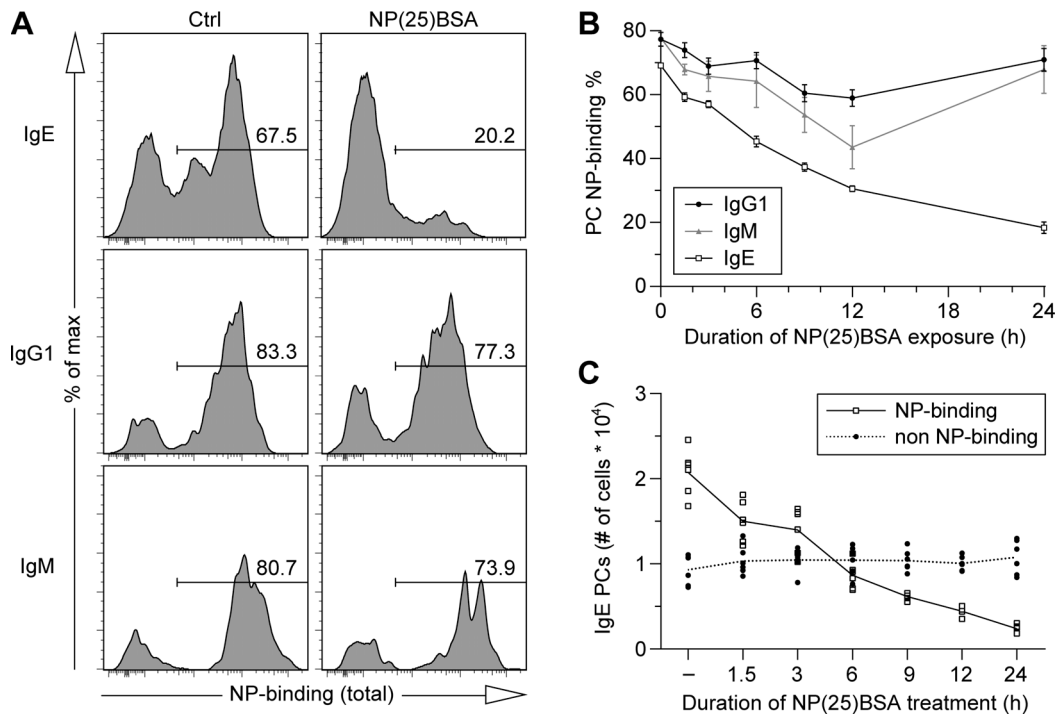 A
Ctrl
NP(25)BSA
IgE
67.5
20.2
IgG1
83.3
77.3
IgM
80.7
73.9
% of max
NP-binding (total)
B
PC NP-binding %
80
60
40
20
0
IgG1
IgM
IgE
0
6
12
18
24
Duration of NP(25)BSA exposure (h)
C
IgE PCs (# of cells * 10⁴)
3
2
1
0
NP-binding
non NP-binding
–
1.5
3
6
9
12
24
Duration of NP(25)BSA treatment (h)